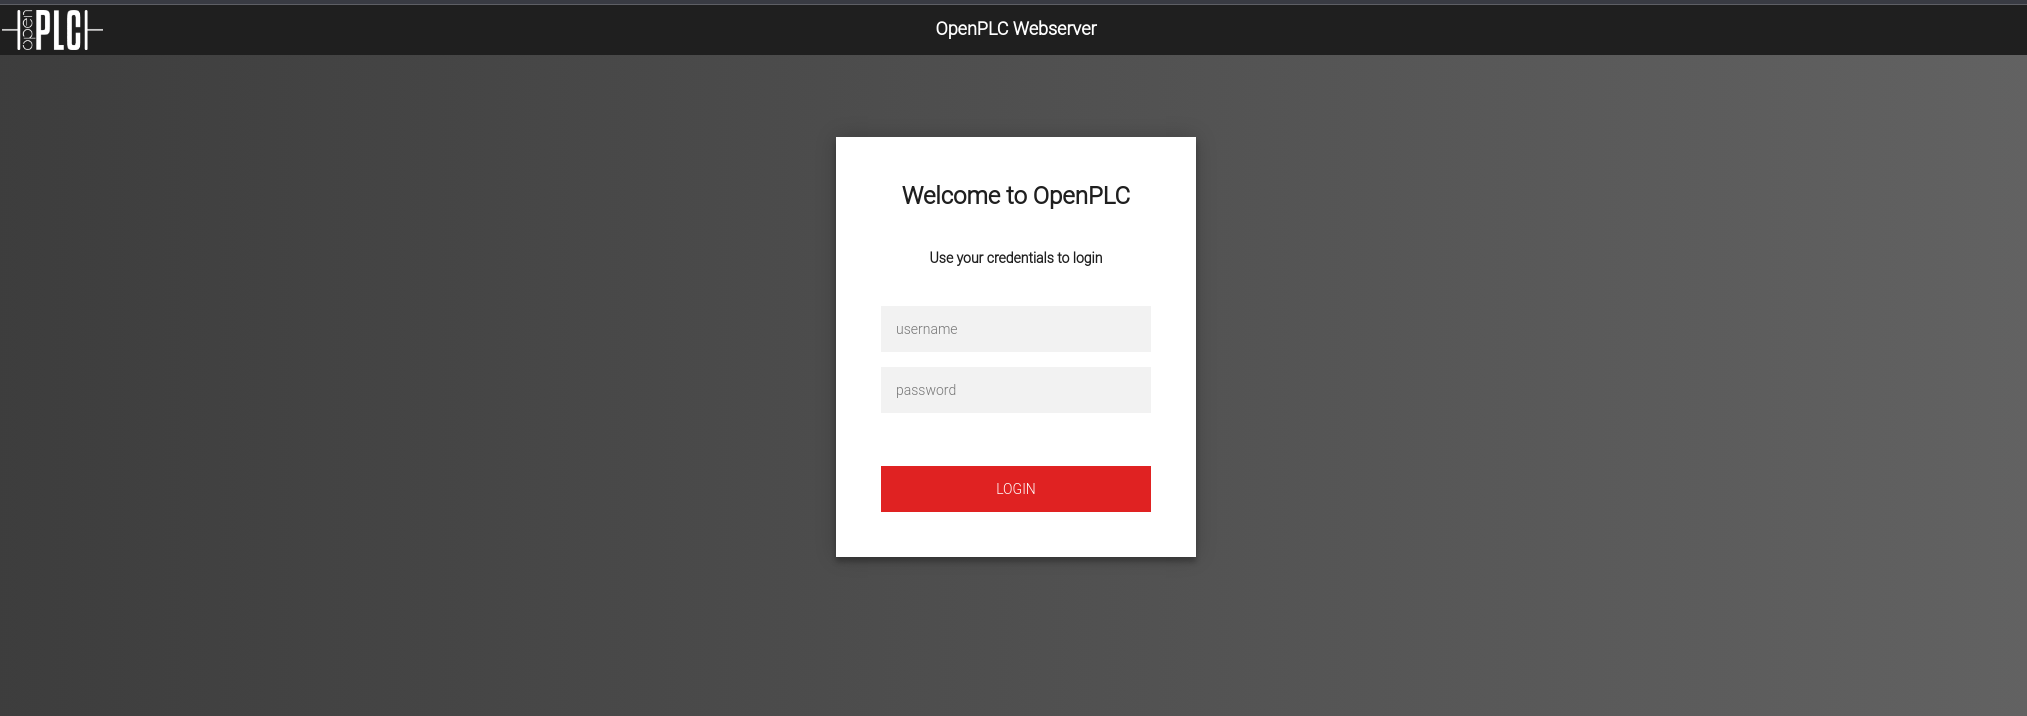 open PLC
OpenPLC Webserver
Welcome to OpenPLC
Use your credentials to login
username
password
LOGIN